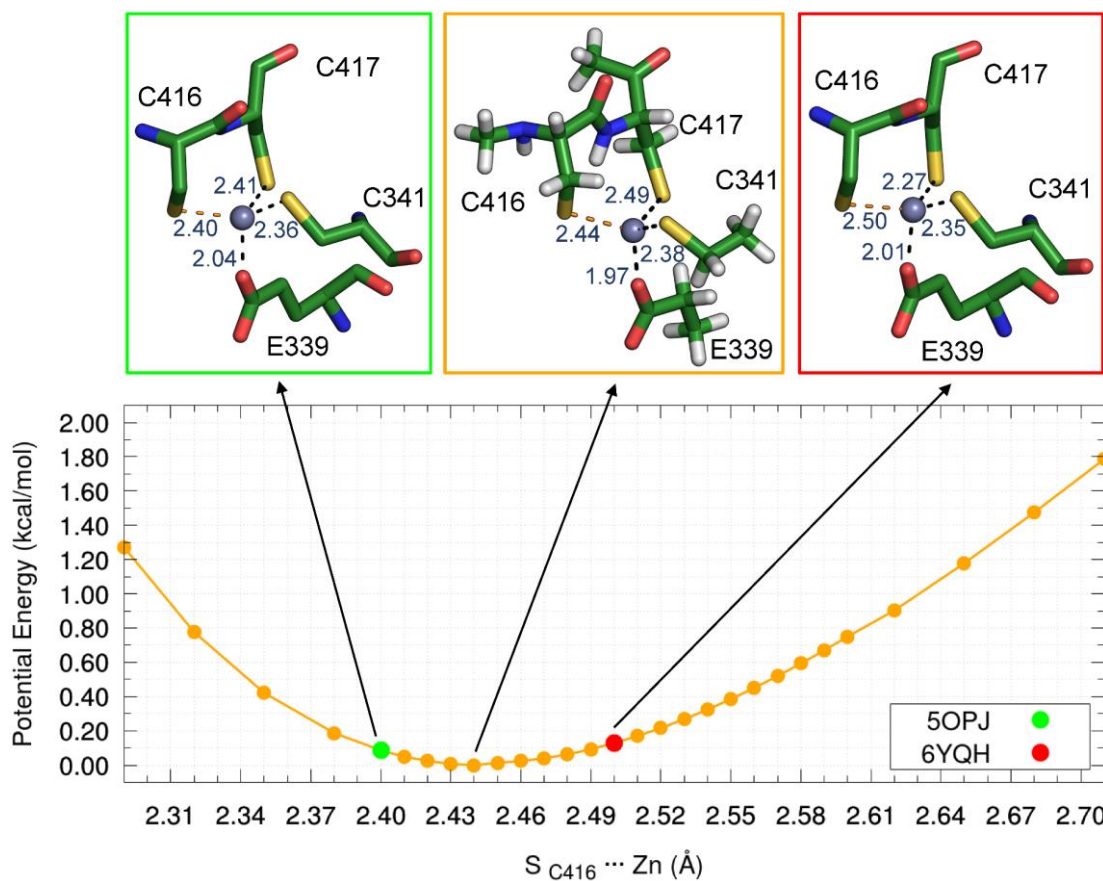 C416
C417
C341
2.41
2.40
2.36
2.04
E339
C416
C417
C341
2.49
2.44
2.38
1.97
E339
C416
C417
C341
2.27
2.50
2.35
2.01
E339
Potential Energy (kcal/mol)
2.00
1.80
1.40
1.20
1.00
0.80
0.60
0.40
0.20
0.00
5OPJ
6YQH
2.31 2.34 2.37 2.40 2.43 2.46 2.49 2.52 2.55 2.58 2.61 2.64 2.67 2.70
S C416 ··· Zn (Å)